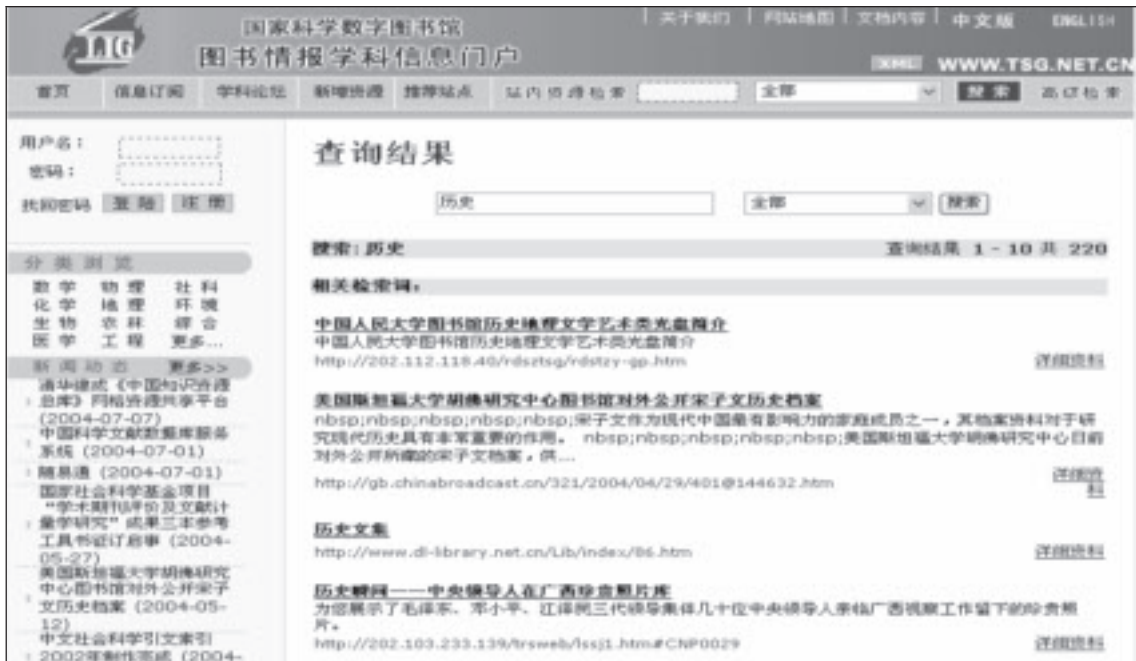 国家科学数字图书馆
图书情报学科信息门户
关于我们 | 网站地图 | 文档内容 | 中文版 ENGLISH
XML WWW.TSG.NET.CN
首页 信息订阅 学科论坛 新增资源 推荐站点 站内资源检索 全部 搜索 高级检索
用户名：
密码：
找回密码 登陆 注册
分类浏览
数学 物理 社科
化学 地理 环境
生物 农林 综合
医学 工程 更多...
新闻动态 更多>>
清华建成《中国知识资源
总库》网格资源共享平台
(2004-07-07)
中国科学文献数据库服务
系统 (2004-07-01)
随易通 (2004-07-01)
国家社会科学基金项目
“学术期刊评价及文献计
量学研究”成果三本参考
工具书征订启事 (2004-
05-27)
美国斯坦福大学胡佛研究
中心图书馆对外公开宋子
文历史档案 (2004-05-
12)
中文社会科学引文索引
2002年制作完成 (2004-
查询结果
历史 全部 搜索
搜索：历史 查询结果 1 - 10 共 220
相关检索词：
中国人民大学图书馆历史地理文学艺术类光盘简介
中国人民大学图书馆历史地理文学艺术类光盘简介
http://202.112.118.40/rdsztsg/rdstzy-gp.htm 详细资料
美国斯坦福大学胡佛研究中心图书馆对外公开宋子文历史档案
nbsp;nbsp;nbsp;nbsp;nbsp;宋子文作为现代中国最有影响力的家庭成员之一，其档案资料对于研
究现代历史具有非常重要的作用。 nbsp;nbsp;nbsp;nbsp;nbsp;美国斯坦福大学胡佛研究中心目前
对外公开所藏的宋子文档案，供...
http://gb.chinabroadcast.cn/321/2004/04/29/401@144632.htm 详细资
料
历史文集
http://www.dl-library.net.cn/Lib/index/86.htm 详细资料
历史瞬间——中央领导人在广西珍贵照片库
为您展示了毛泽东、邓小平、江泽民三代领导集体几十位中央领导人亲临广西视察工作留下的珍贵照
片。
http://202.103.233.139/trsweb/lssj1.htm#CNP0029 详细资料